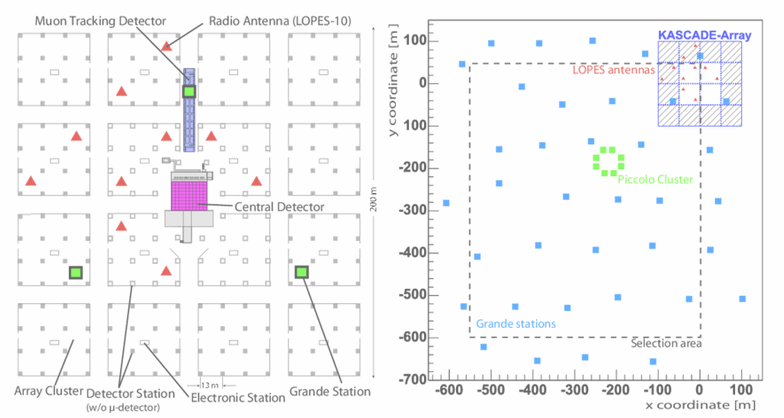 Muon Tracking Detector
Radio Antenna (LOPES-10)
Central Detector
200 m
13 m
Array Cluster
Detector Station
(w/o μ-detector)
Electronic Station
Grande Station
KASCADE-Array
LOPES antennas
Piccolo Cluster
Grande stations
Selection area
y coordinate [m]
100
0
-100
-200
-300
-400
-500
-600
-700
-600 -500 -400 -300 -200 -100 0 100
x coordinate [m]